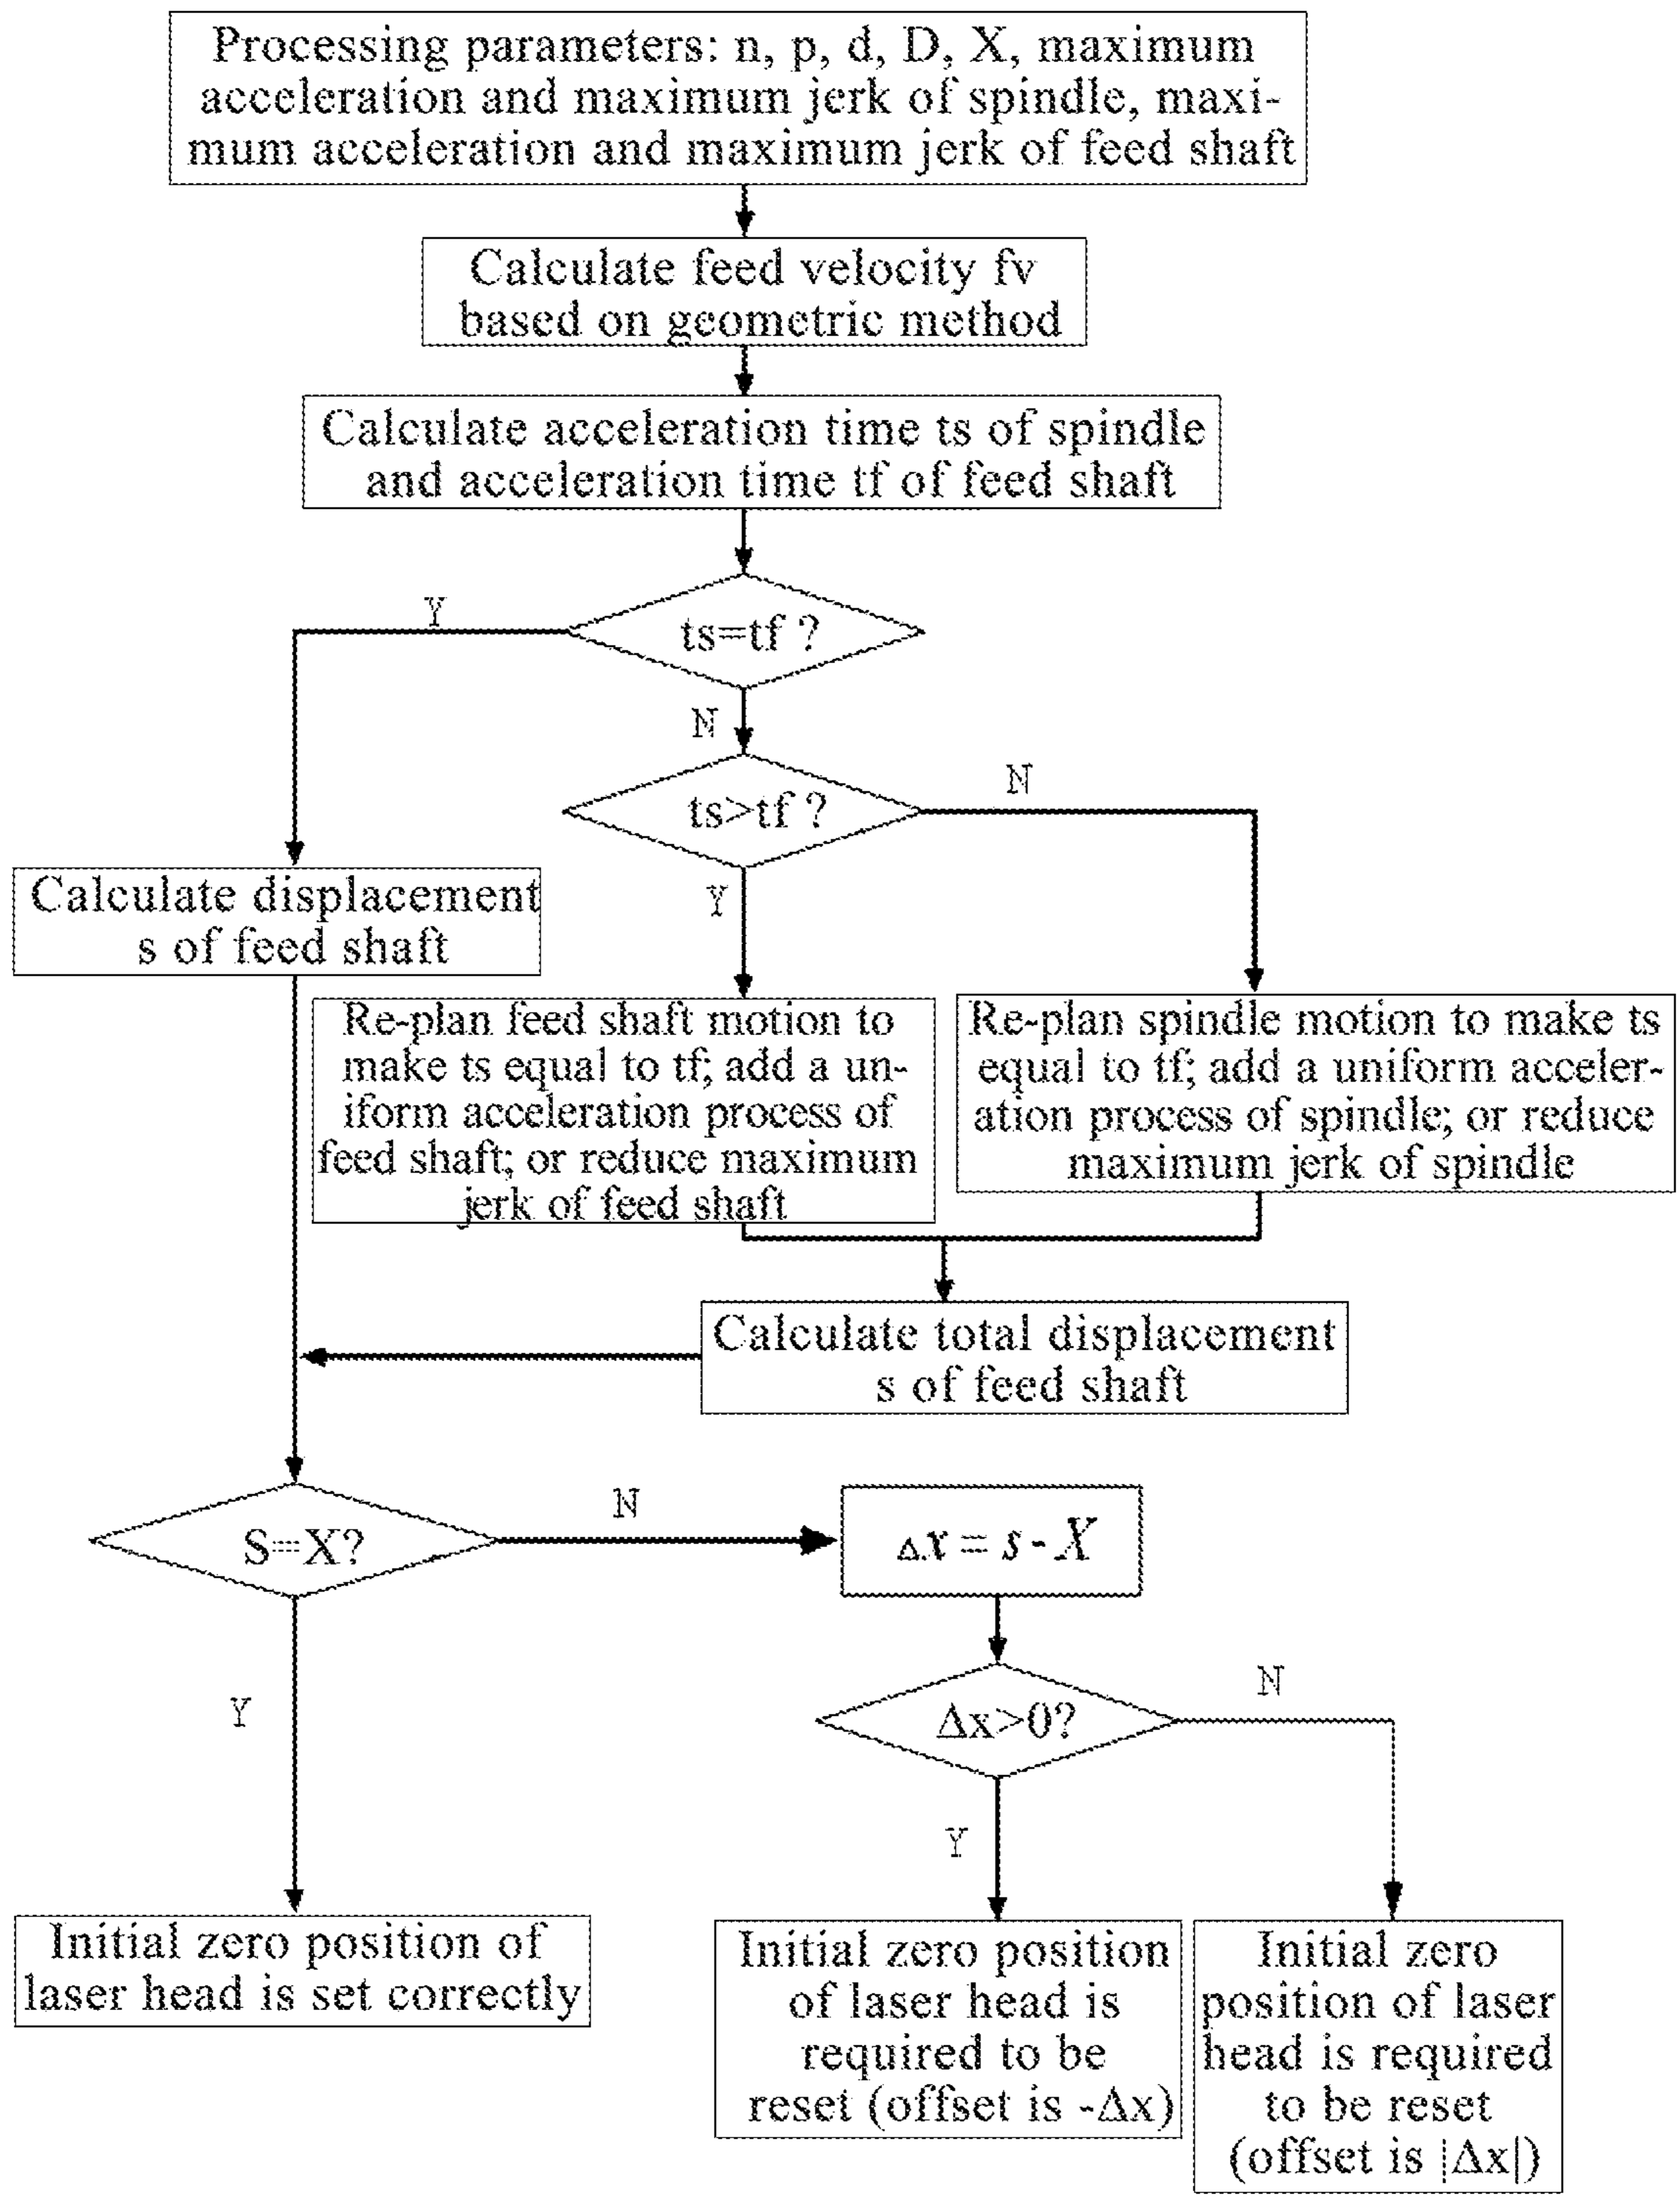 Processing parameters: n, p, d, D, X, maximum
acceleration and maximum jerk of spindle, maxi-
mum acceleration and maximum jerk of feed shaft
Calculate feed velocity fv
based on geometric method
Calculate acceleration time ts of spindle
and acceleration time tf of feed shaft
Y
ts=tf ?
N
ts>tf ?
N
Y
Calculate displacement
s of feed shaft
Re-plan feed shaft motion to
make ts equal to tf; add a un-
iform acceleration process of
feed shaft; or reduce maximum
jerk of feed shaft
Re-plan spindle motion to make ts
equal to tf; add a uniform acceler-
ation process of spindle; or reduce
maximum jerk of spindle
Calculate total displacement
s of feed shaft
S=X?
N
Δx = s - X
Y
Δx>0?
N
Y
Initial zero position of
laser head is set correctly
Initial zero position
of laser head is
required to be
reset (offset is -Δx)
Initial zero
position of laser
head is required
to be reset
(offset is |Δx|)